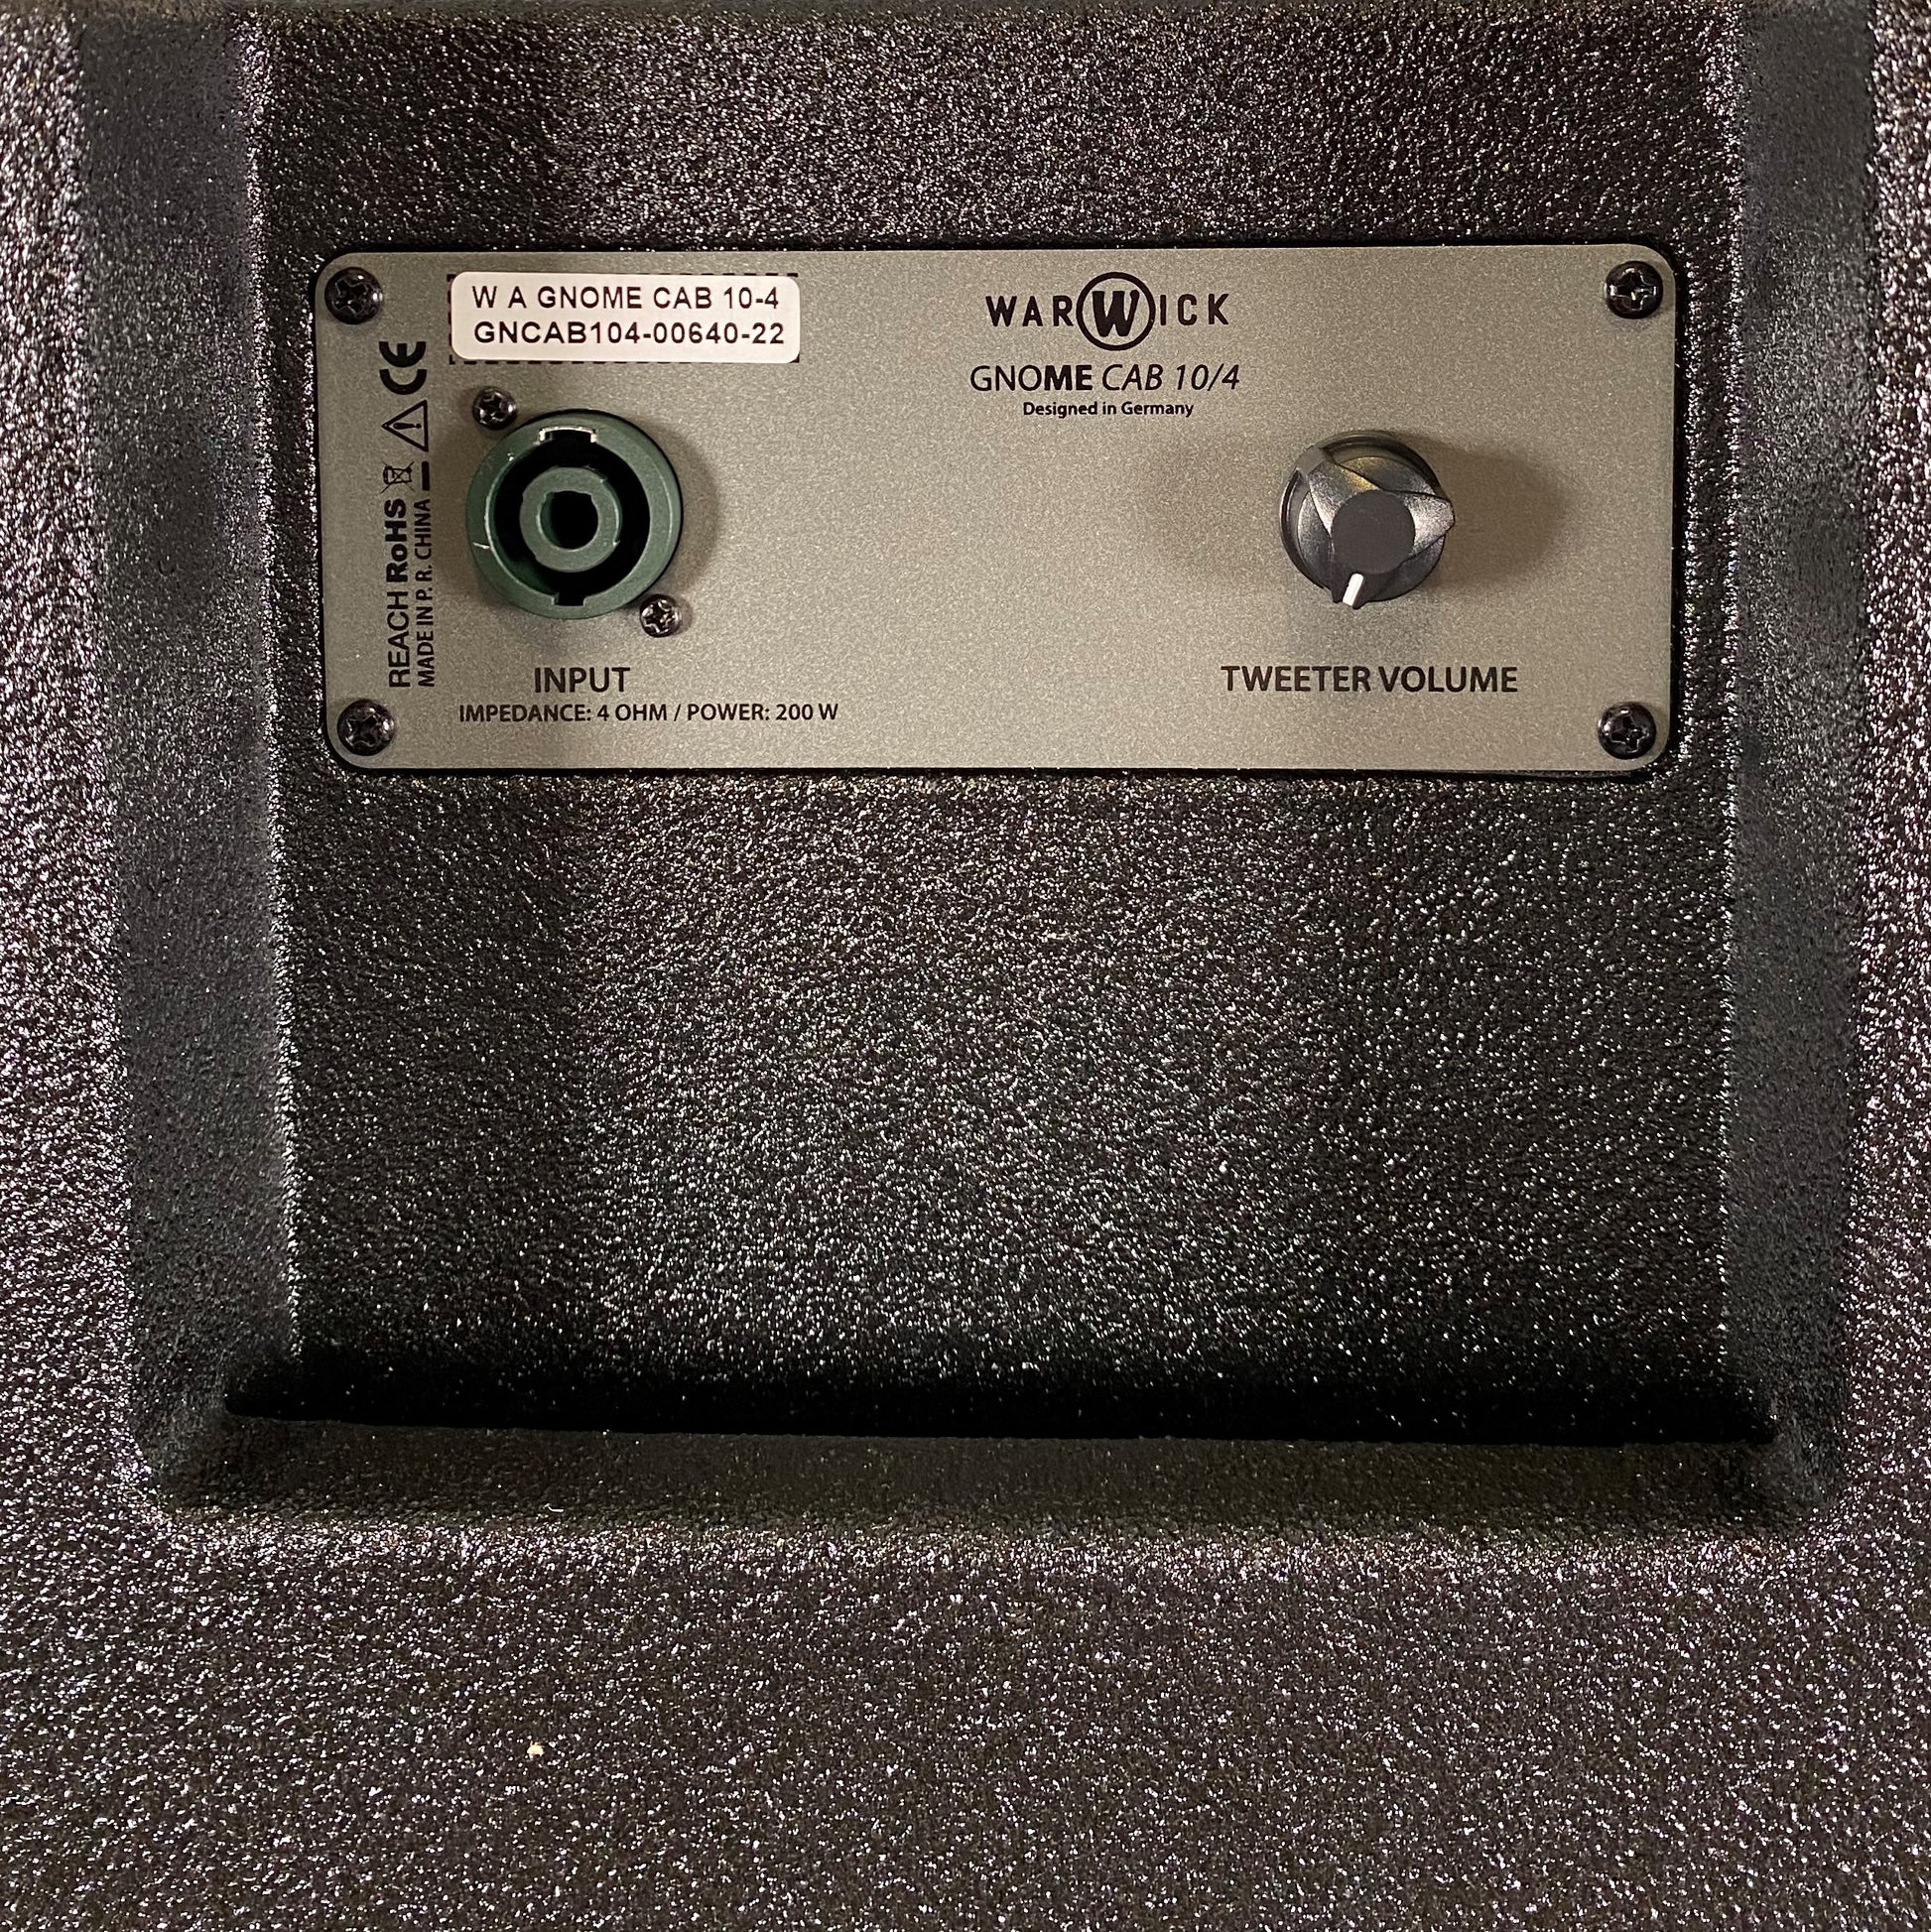 W A GNOME CAB 10-4
GNCAB104-00640-22
WARWICK
GNOME CAB 10/4
Designed in Germany
CE
REACH RoHS
MADE IN P. R. CHINA
INPUT
IMPEDANCE: 4 OHM / POWER: 200 W
TWEETER VOLUME